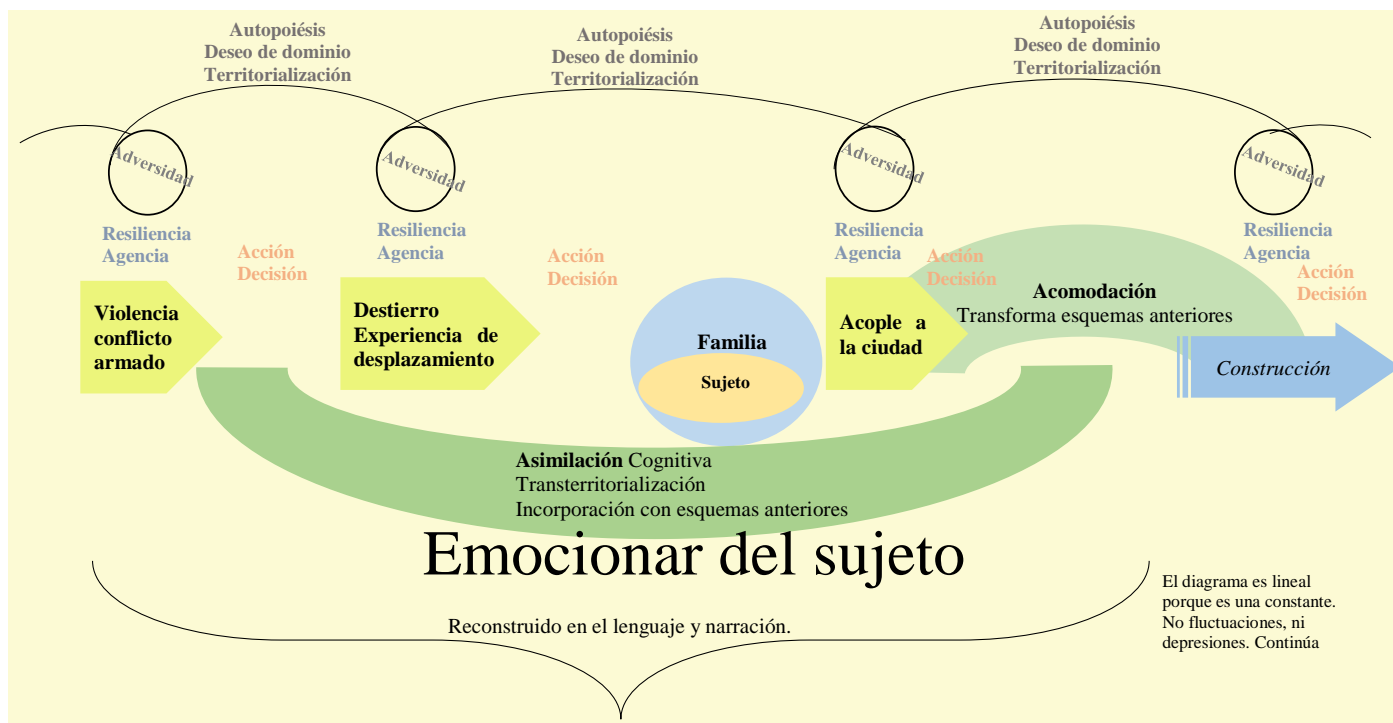 Autopoiésis
Deseo de dominio
Territorialización
Autopoiésis
Deseo de dominio
Territorialización
Autopoiésis
Deseo de dominio
Territorialización
Adversidad
Adversidad
Adversidad
Adversidad
Resiliencia
Agencia
Acción
Decisión
Resiliencia
Agencia
Acción
Decisión
Resiliencia
Agencia
Acción
Decisión
Resiliencia
Agencia
Acción
Decisión
Violencia
conflicto
armado
Destierro
Experiencia de
desplazamiento
Familia
Sujeto
Acople a
la ciudad
Acomodación
Transforma esquemas anteriores
Construcción
Asimilación Cognitiva
Transterritorialización
Incorporación con esquemas anteriores
Emocionar del sujeto
Reconstruido en el lenguaje y narración.
El diagrama es lineal
porque es una constante.
No fluctuaciones, ni
depresiones. Continúa